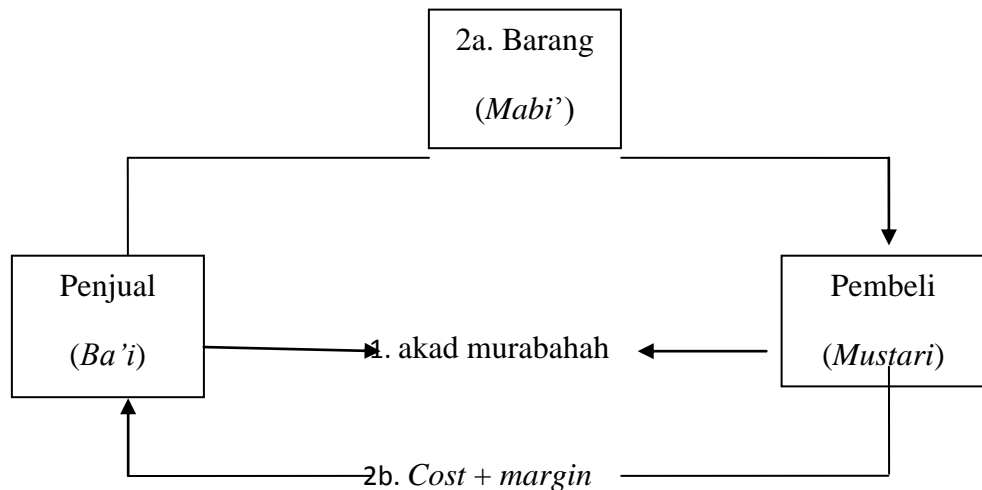 2a. Barang
(Mabi’)
Penjual
(Ba’i)
1. akad murabahah
Pembeli
(Mustari)
2b. Cost + margin